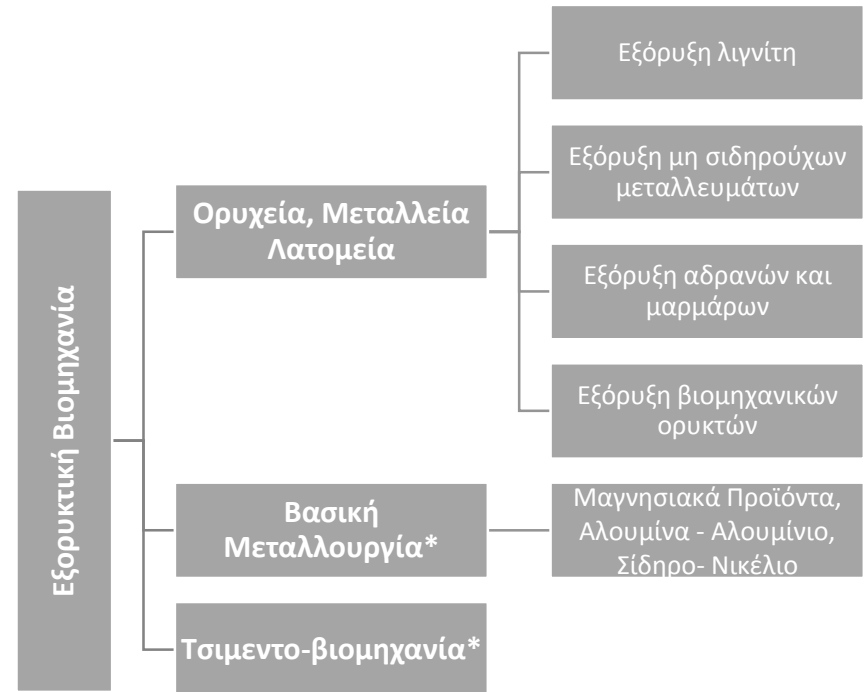 Εξορυκτική Βιομηχανία
Ορυχεία, Μεταλλεία
Λατομεία
Εξόρυξη λιγνίτη
Εξόρυξη μη σιδηρούχων
μεταλλευμάτων
Εξόρυξη αδρανών και
μαρμάρων
Εξόρυξη βιομηχανικών
ορυκτών
Βασική
Μεταλλουργία*
Μαγνησιακά Προϊόντα,
Αλουμίνα - Αλουμίνιο,
Σίδηρο- Νικέλιο
Τσιμεντο-βιομηχανία*